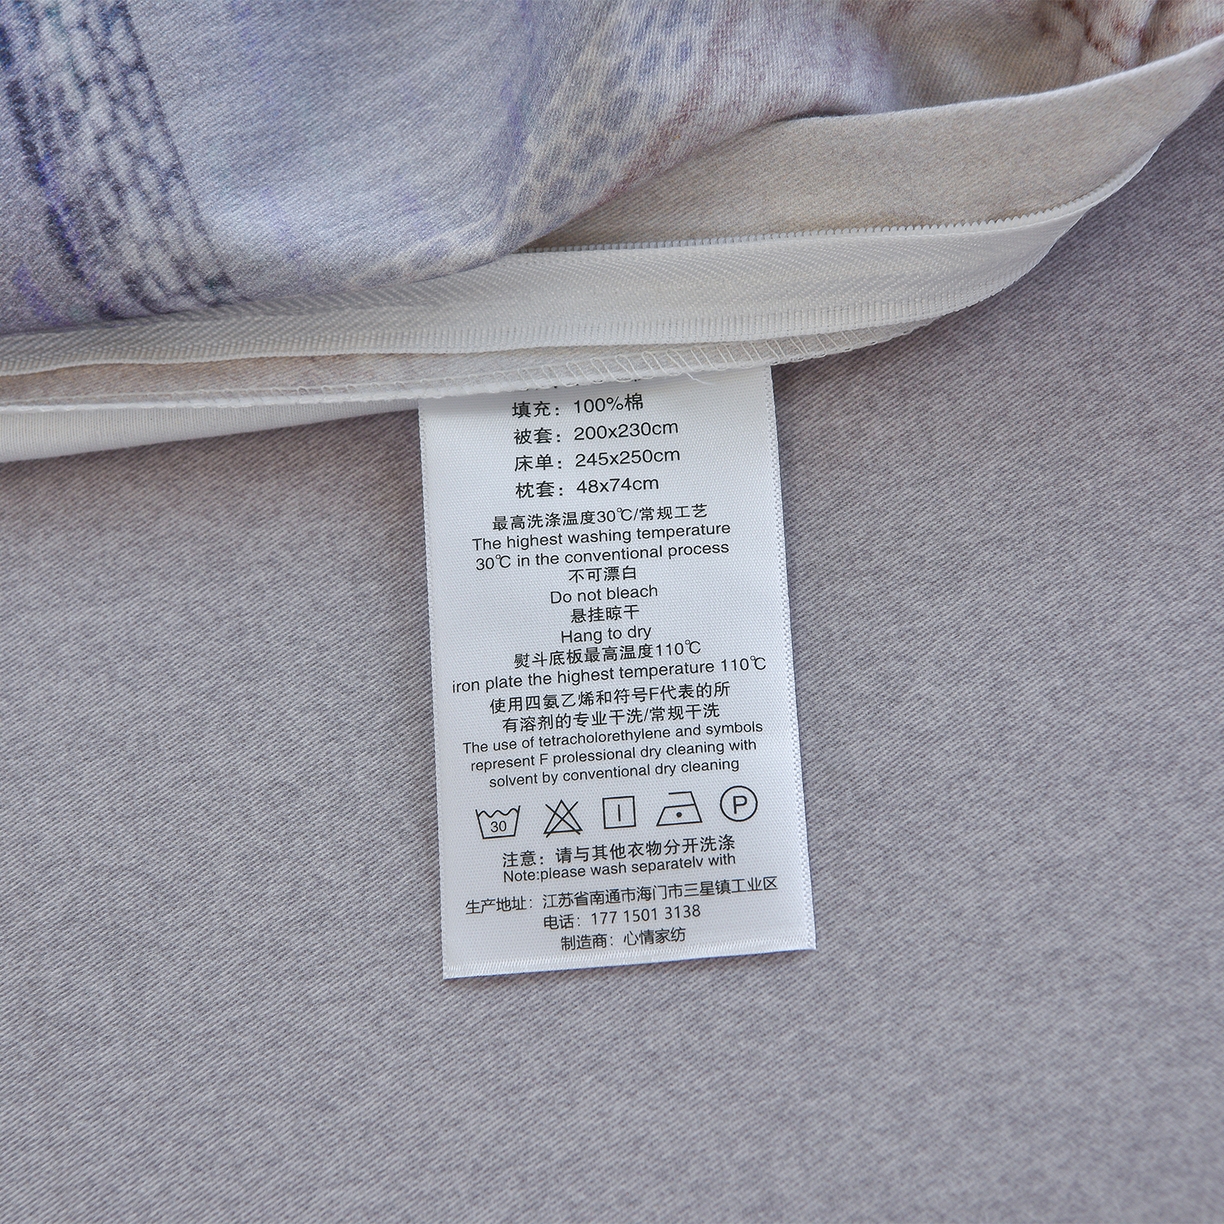 填充：100%棉
被套：200x230cm
床单：245x250cm
枕套：48x74cm
最高洗涤温度30℃/常规工艺
The highest washing temperature
30℃ in the conventional process
不可漂白
Do not bleach
悬挂晾干
Hang to dry
熨斗底板最高温度110℃
iron plate the highest temperature 110℃
使用四氨乙烯和符号F代表的所
有溶剂的专业干洗/常规干洗
The use of tetracholorethylene and symbols
represent F prolessional dry cleaning with
solvent by conventional dry cleaning
30 P
注意：请与其他衣物分开洗涤
Note:please wash separately with
生产地址：江苏省南通市海门市三星镇工业区
电话：177 1501 3138
制造商：心情家纺